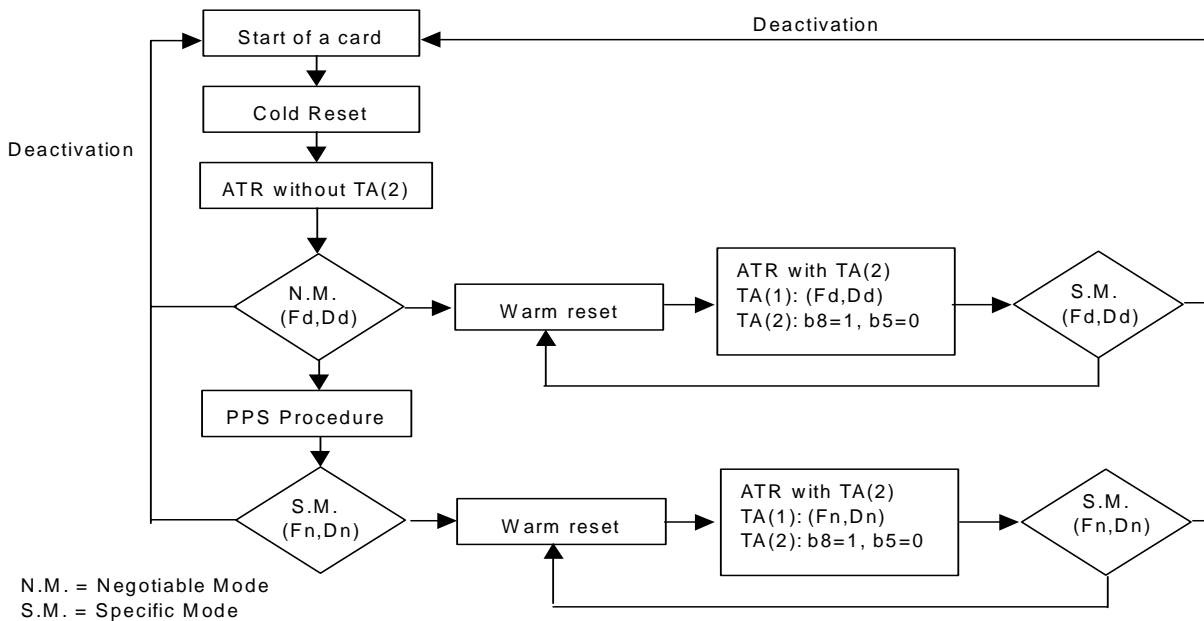 Deactivation
Start of a card
Cold Reset
Deactivation
ATR without TA(2)
N.M.
(Fd,Dd)
Warm reset
ATR with TA(2)
TA(1): (Fd,Dd)
TA(2): b8=1, b5=0
S.M.
(Fd,Dd)
PPS Procedure
S.M.
(Fn,Dn)
Warm reset
ATR with TA(2)
TA(1): (Fn,Dn)
TA(2): b8=1, b5=0
S.M.
(Fn,Dn)
N.M. = Negotiable Mode
S.M. = Specific Mode